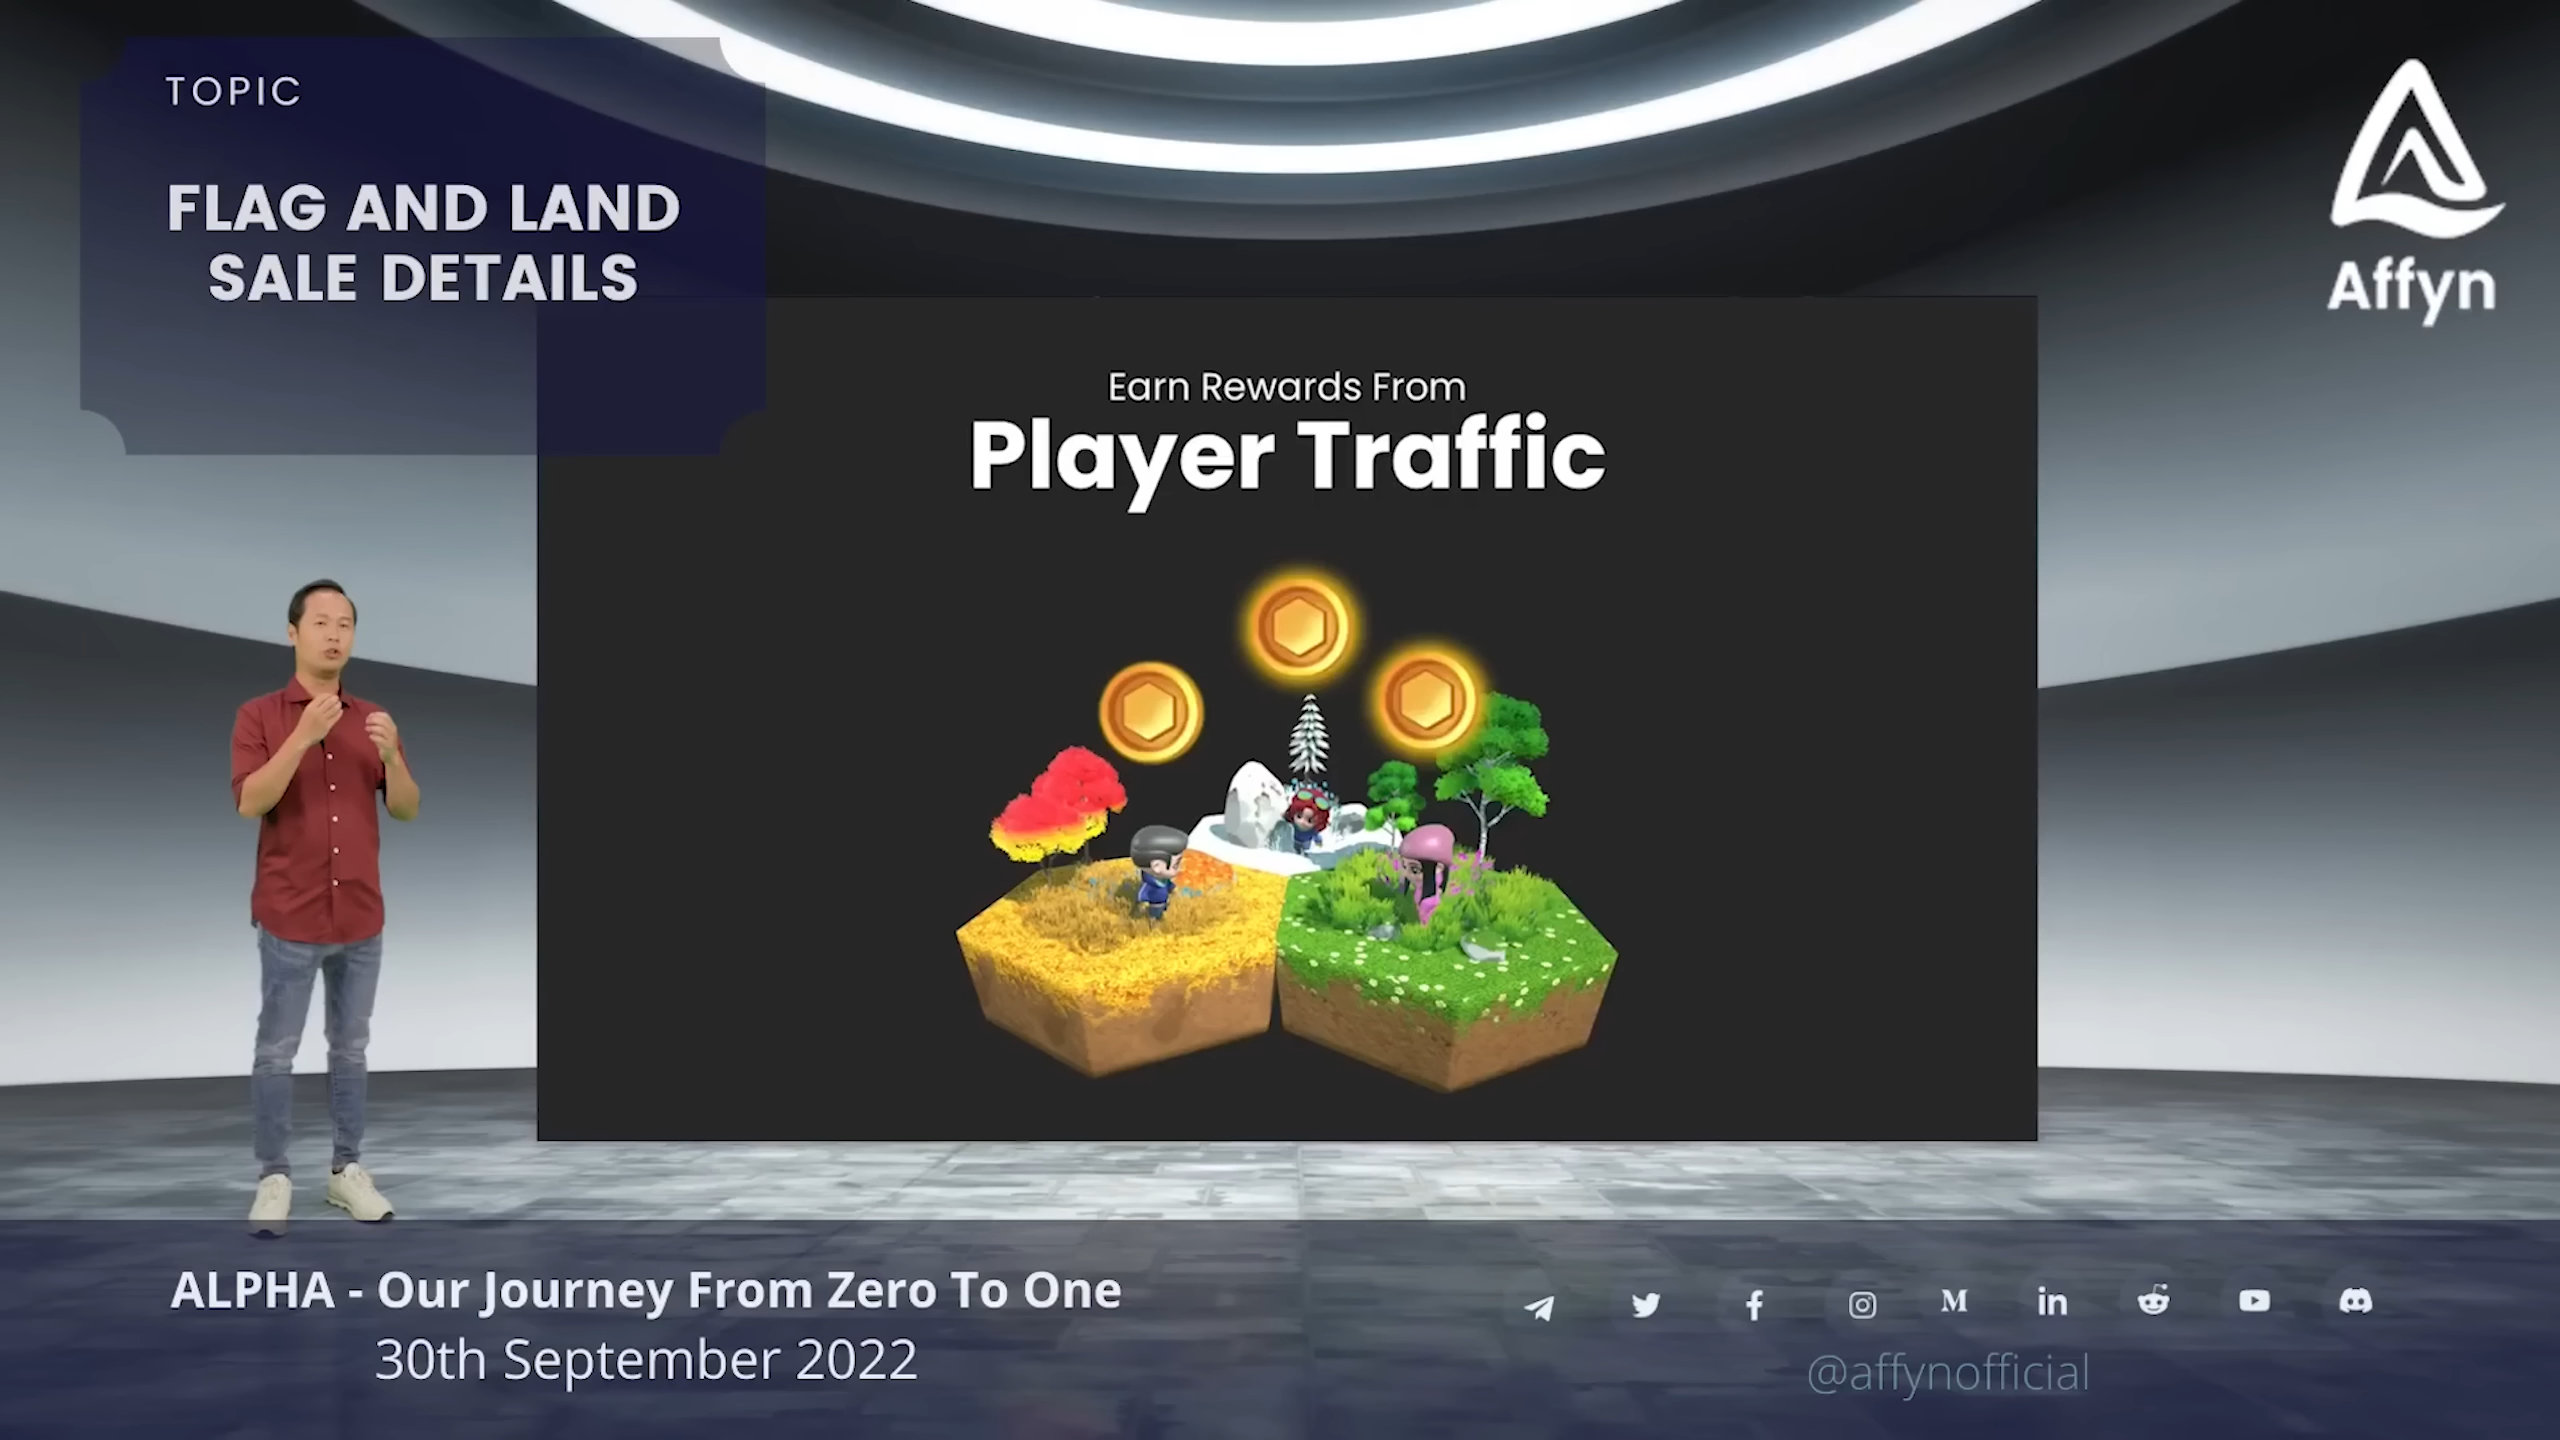 TOPIC
FLAG AND LAND
SALE DETAILS
Affyn
Earn Rewards From
Player Traffic
ALPHA - Our Journey From Zero To One
30th September 2022
@affynofficial